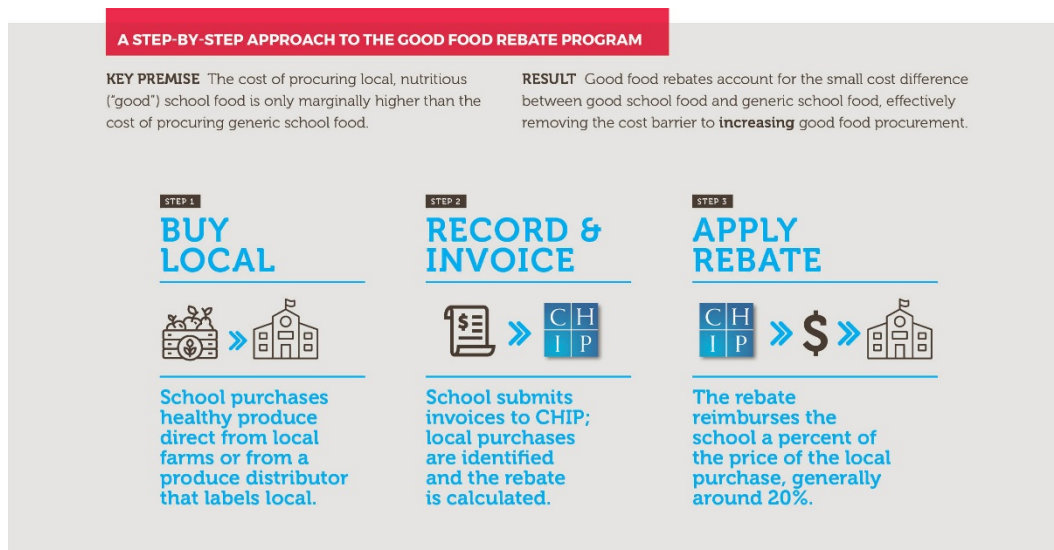 A STEP-BY-STEP APPROACH TO THE GOOD FOOD REBATE PROGRAM
KEY PREMISE The cost of procuring local, nutritious
("good") school food is only marginally higher than the
cost of procuring generic school food.
RESULT Good food rebates account for the small cost difference
between good school food and generic school food, effectively
removing the cost barrier to increasing good food procurement.
STEP 1
BUY
LOCAL
School purchases
healthy produce
direct from local
farms or from a
produce distributor
that labels local.
STEP 2
RECORD &
INVOICE
$
C H
I P
School submits
invoices to CHIP;
local purchases
are identified
and the rebate
is calculated.
STEP 3
APPLY
REBATE
C H
I P
$
The rebate
reimburses the
school a percent of
the price of the local
purchase, generally
around 20%.